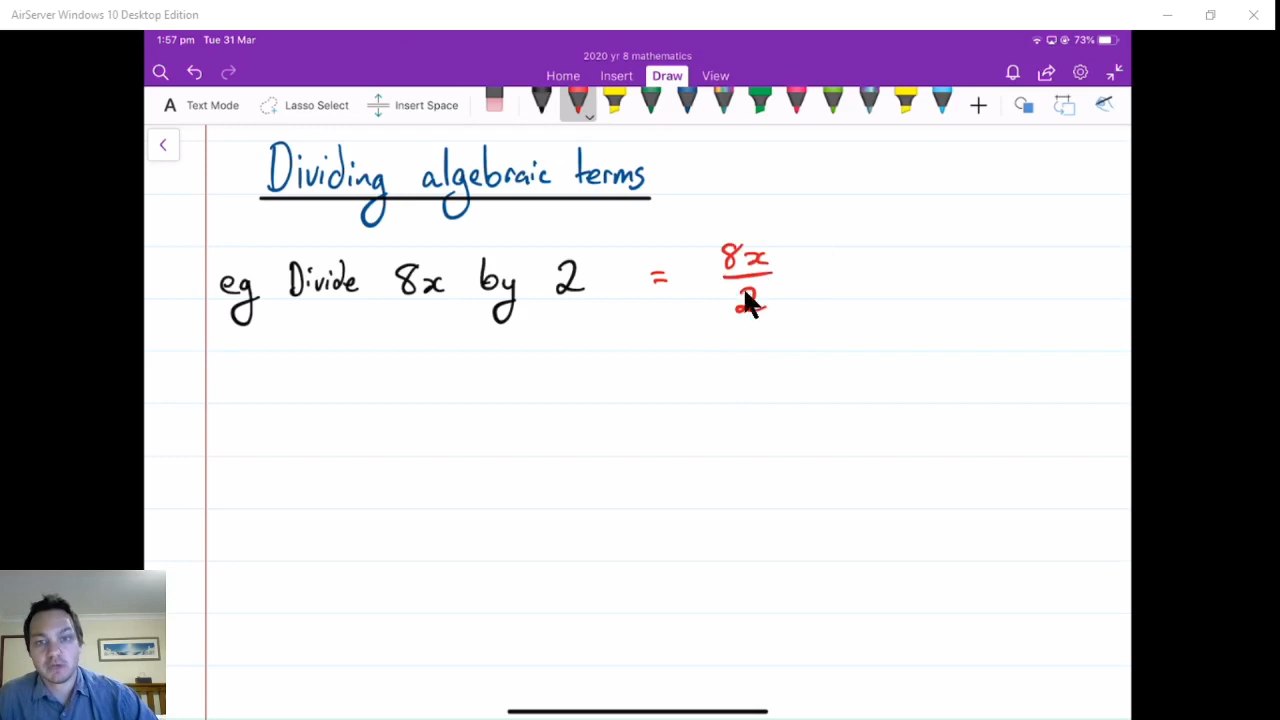 AirServer Windows 10 Desktop Edition
1:57 pm Tue 31 Mar
73%
2020 yr 8 mathematics
Home Insert Draw View
A Text Mode Lasso Select Insert Space
Dividing algebraic terms
eg Divide 8x by 2 = 8x/2